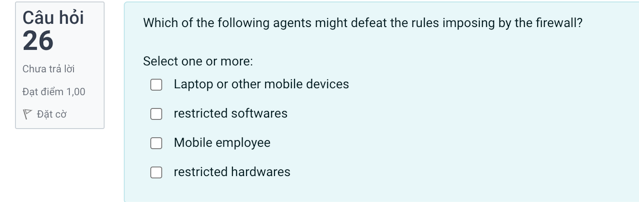 Câu hỏi
26
Chưa trả lời
Đạt điểm 1,00
Đặt cờ
Which of the following agents might defeat the rules imposing by the firewall?
Select one or more:
Laptop or other mobile devices
restricted softwares
Mobile employee
restricted hardwares